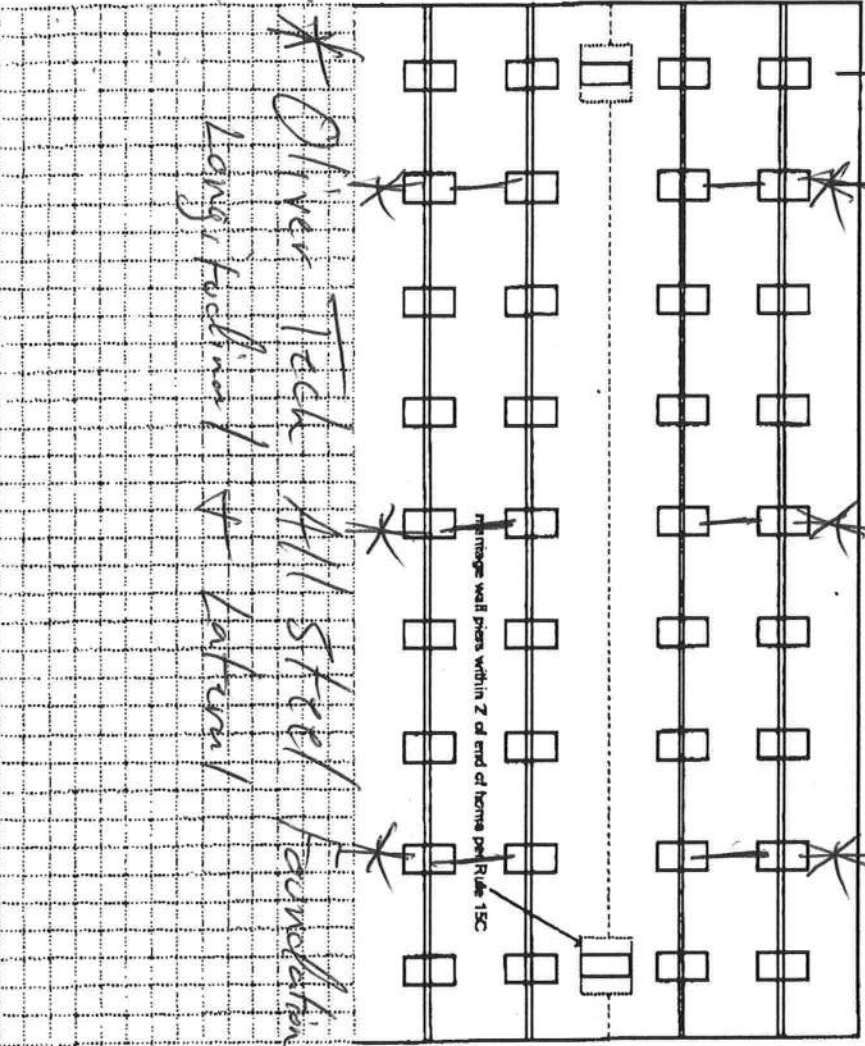 marriage wall piers within 2' of end of home per Rule 15C
* Oliver Tech All Steel Foundation
Longitudinal & Lateral